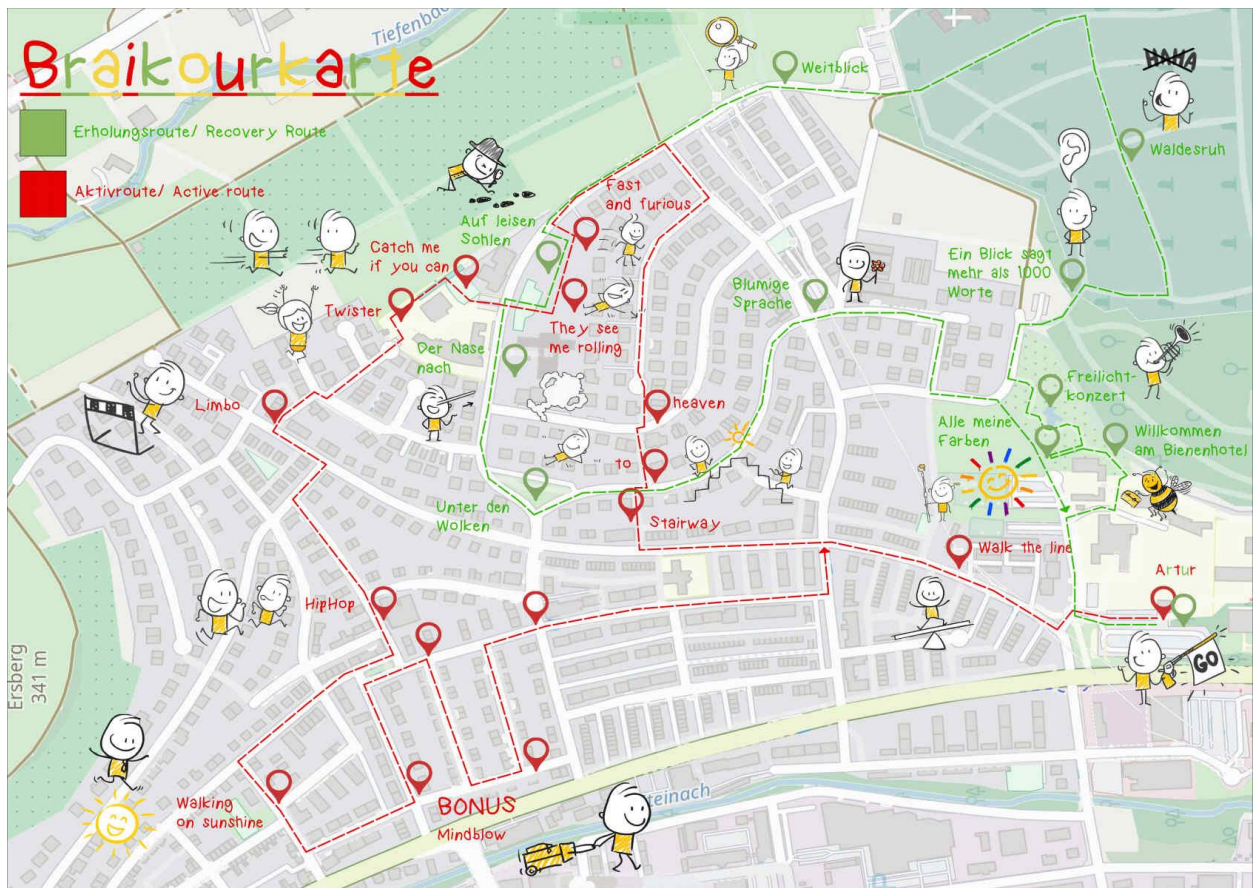 Braikourkarte
Tiefenbach
Erholungsroute/ Recovery Route
Aktivroute/ Active route
Weitblick
HAHA
Waldesruh
Fast
and furious
Auf leisen
Sohlen
Catch me
if you can
Twister
They see
me rolling
Der Nase
nach
Blumige
Sprache
Ein Blick sagt
mehr als 1000
Worte
Limbo
heaven
to
Stairway
Freilicht-
konzert
Alle meine
Farben
Willkommen
am Bienenhotel
Unter den
Wolken
Walk the line
Artur
HipHop
GO
Ersberg
341 m
Walking
on sunshine
BONUS
Mindblow
teinach